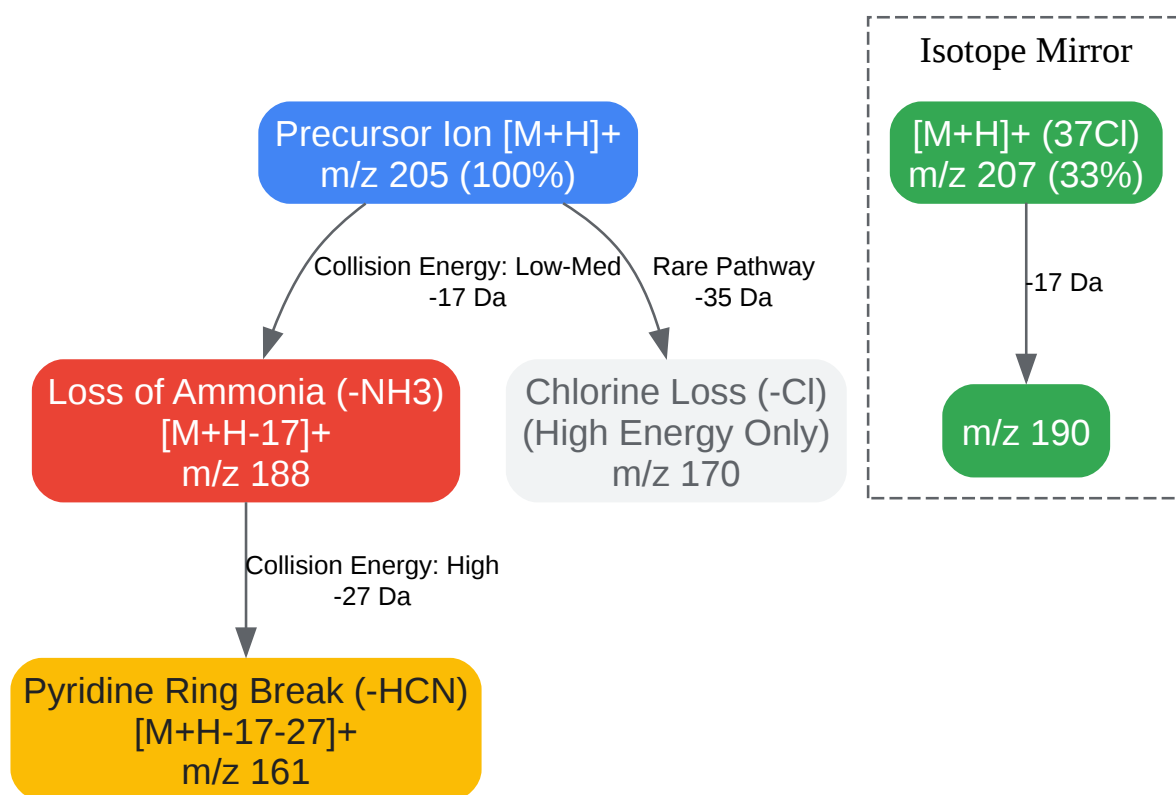 Isotope Mirror
Precursor Ion [M+H]+
m/z 205 (100%)
[M+H]+ (37Cl)
m/z 207 (33%)
Collision Energy: Low-Med
-17 Da
Rare Pathway
-35 Da
-17 Da
Loss of Ammonia (-NH3)
[M+H-17]+
m/z 188
Chlorine Loss (-Cl)
(High Energy Only)
m/z 170
m/z 190
Collision Energy: High
-27 Da
Pyridine Ring Break (-HCN)
[M+H-17-27]+
m/z 161